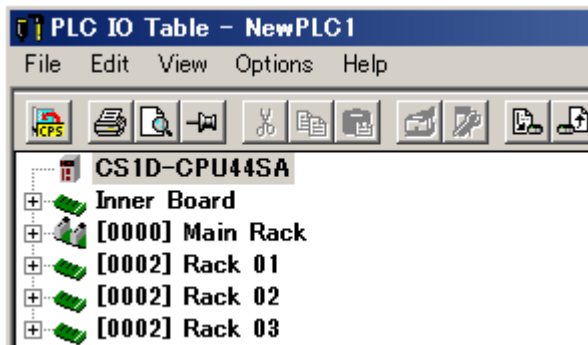 PLC IO Table - NewPLC1
File Edit View Options Help
CPS
CS1D-CPU44SA
Inner Board
[0000] Main Rack
[0002] Rack 01
[0002] Rack 02
[0002] Rack 03